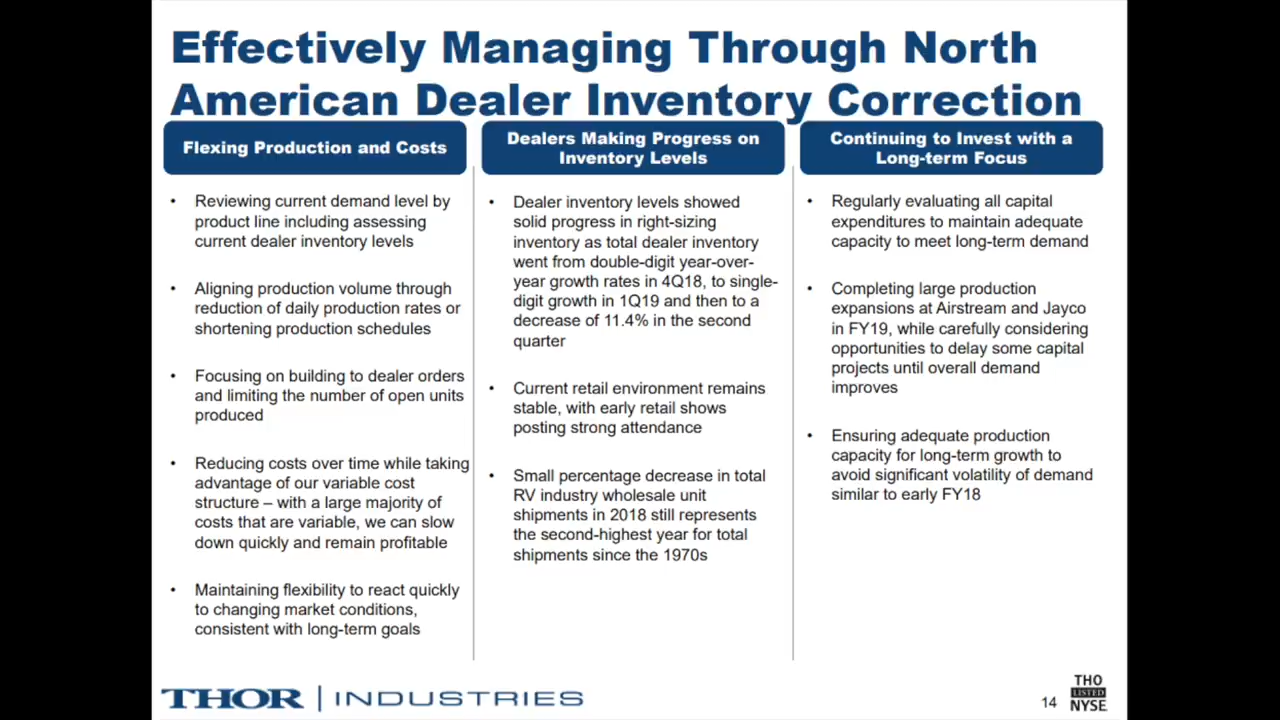 Effectively Managing Through North
American Dealer Inventory Correction
Flexing Production and Costs
• Reviewing current demand level by
product line including assessing
current dealer inventory levels
• Aligning production volume through
reduction of daily production rates or
shortening production schedules
• Focusing on building to dealer orders
and limiting the number of open units
produced
• Reducing costs over time while taking
advantage of our variable cost
structure – with a large majority of
costs that are variable, we can slow
down quickly and remain profitable
• Maintaining flexibility to react quickly
to changing market conditions,
consistent with long-term goals
Dealers Making Progress on
Inventory Levels
• Dealer inventory levels showed
solid progress in right-sizing
inventory as total dealer inventory
went from double-digit year-over-
year growth rates in 4Q18, to single-
digit growth in 1Q19 and then to a
decrease of 11.4% in the second
quarter
• Current retail environment remains
stable, with early retail shows
posting strong attendance
• Small percentage decrease in total
RV industry wholesale unit
shipments in 2018 still represents
the second-highest year for total
shipments since the 1970s
Continuing to Invest with a
Long-term Focus
• Regularly evaluating all capital
expenditures to maintain adequate
capacity to meet long-term demand
• Completing large production
expansions at Airstream and Jayco
in FY19, while carefully considering
opportunities to delay some capital
projects until overall demand
improves
• Ensuring adequate production
capacity for long-term growth to
avoid significant volatility of demand
similar to early FY18
THOR | INDUSTRIES
14
THO
LISTED
NYSE